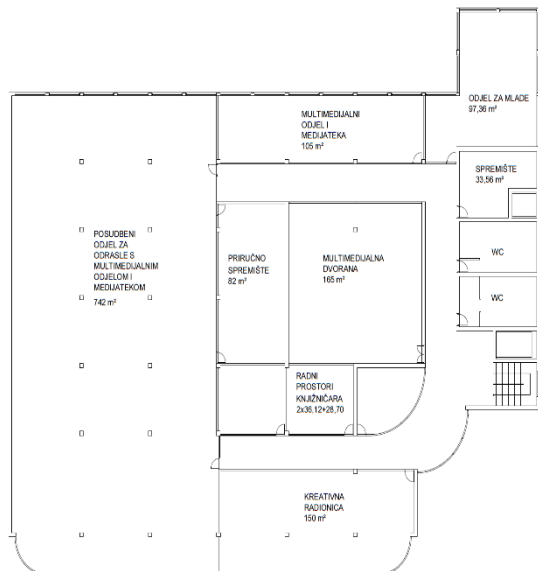 ODJEL ZA MLADE
97,36 m²
MULTIMEDIJALNI
ODJEL I
MEDIJATEKA
105 m²
SPREMIŠTE
33,56 m²
POSUDBENI
ODJEL ZA
ODRASLE S
MULTIMEDIJALNIM
ODJELOM I
MEDIJATEKOM
742 m²
PRIRUČNO
SPREMIŠTE
82 m²
MULTIMEDIJALNA
DVORANA
165 m²
WC
WC
RADNI
PROSTORI
KNJIŽNIČARA
2x36,12+28,70
KREATIVNA
RADIONICA
150 m²